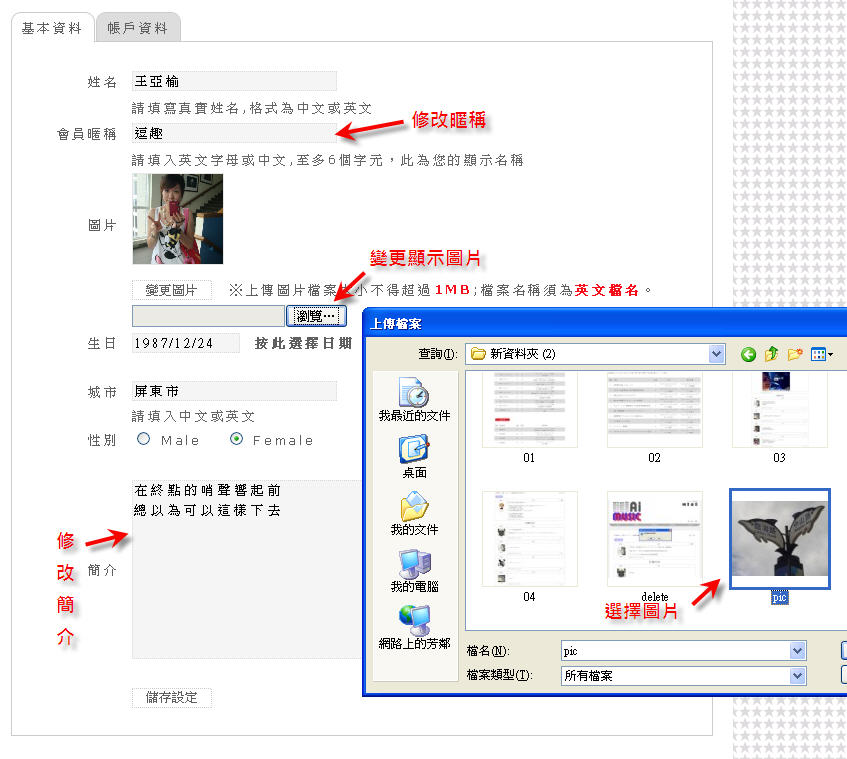 基本資料
帳戶資料
姓名
王亞榆
請填寫真實姓名,格式為中文或英文
會員暱稱
逗趣
修改暱稱
請填入英文字母或中文,至多6個字元,此為您的顯示名稱
圖片
變更顯示圖片
變更圖片
※上傳圖片檔案大小不得超過1MB;檔案名稱須為英文檔名。
瀏覽…
生日
1987/12/24
按此選擇日期
城市
屏東市
請填入中文或英文
性別
Male
Female
簡介
在終點的哨聲響起前
總以為可以這樣下去
修改簡介
儲存設定
上傳檔案
查詢(I):
新資料夾 (2)
我最近的文件
桌面
我的文件
我的電腦
網路上的芳鄰
01
02
03
04
delete
pic
MUSIC
選擇圖片
檔名(N):
pic
檔案類型(T):
所有檔案